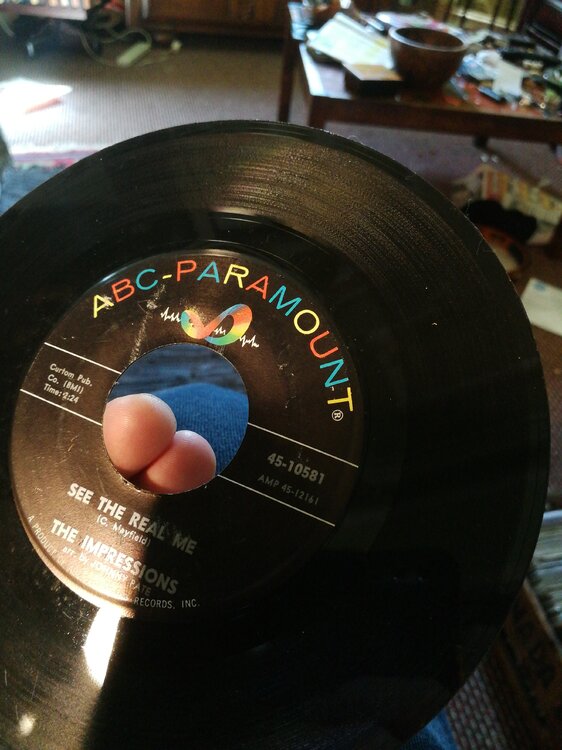 ABC-PARAMOUNT®
Curtom Pub.
Co. (BMI)
Time: 2:24
45-10581
AMP 45-12161
SEE THE REAL ME
(C. Mayfield)
THE IMPRESSIONS
A PRODUCT
RECORDS, INC.